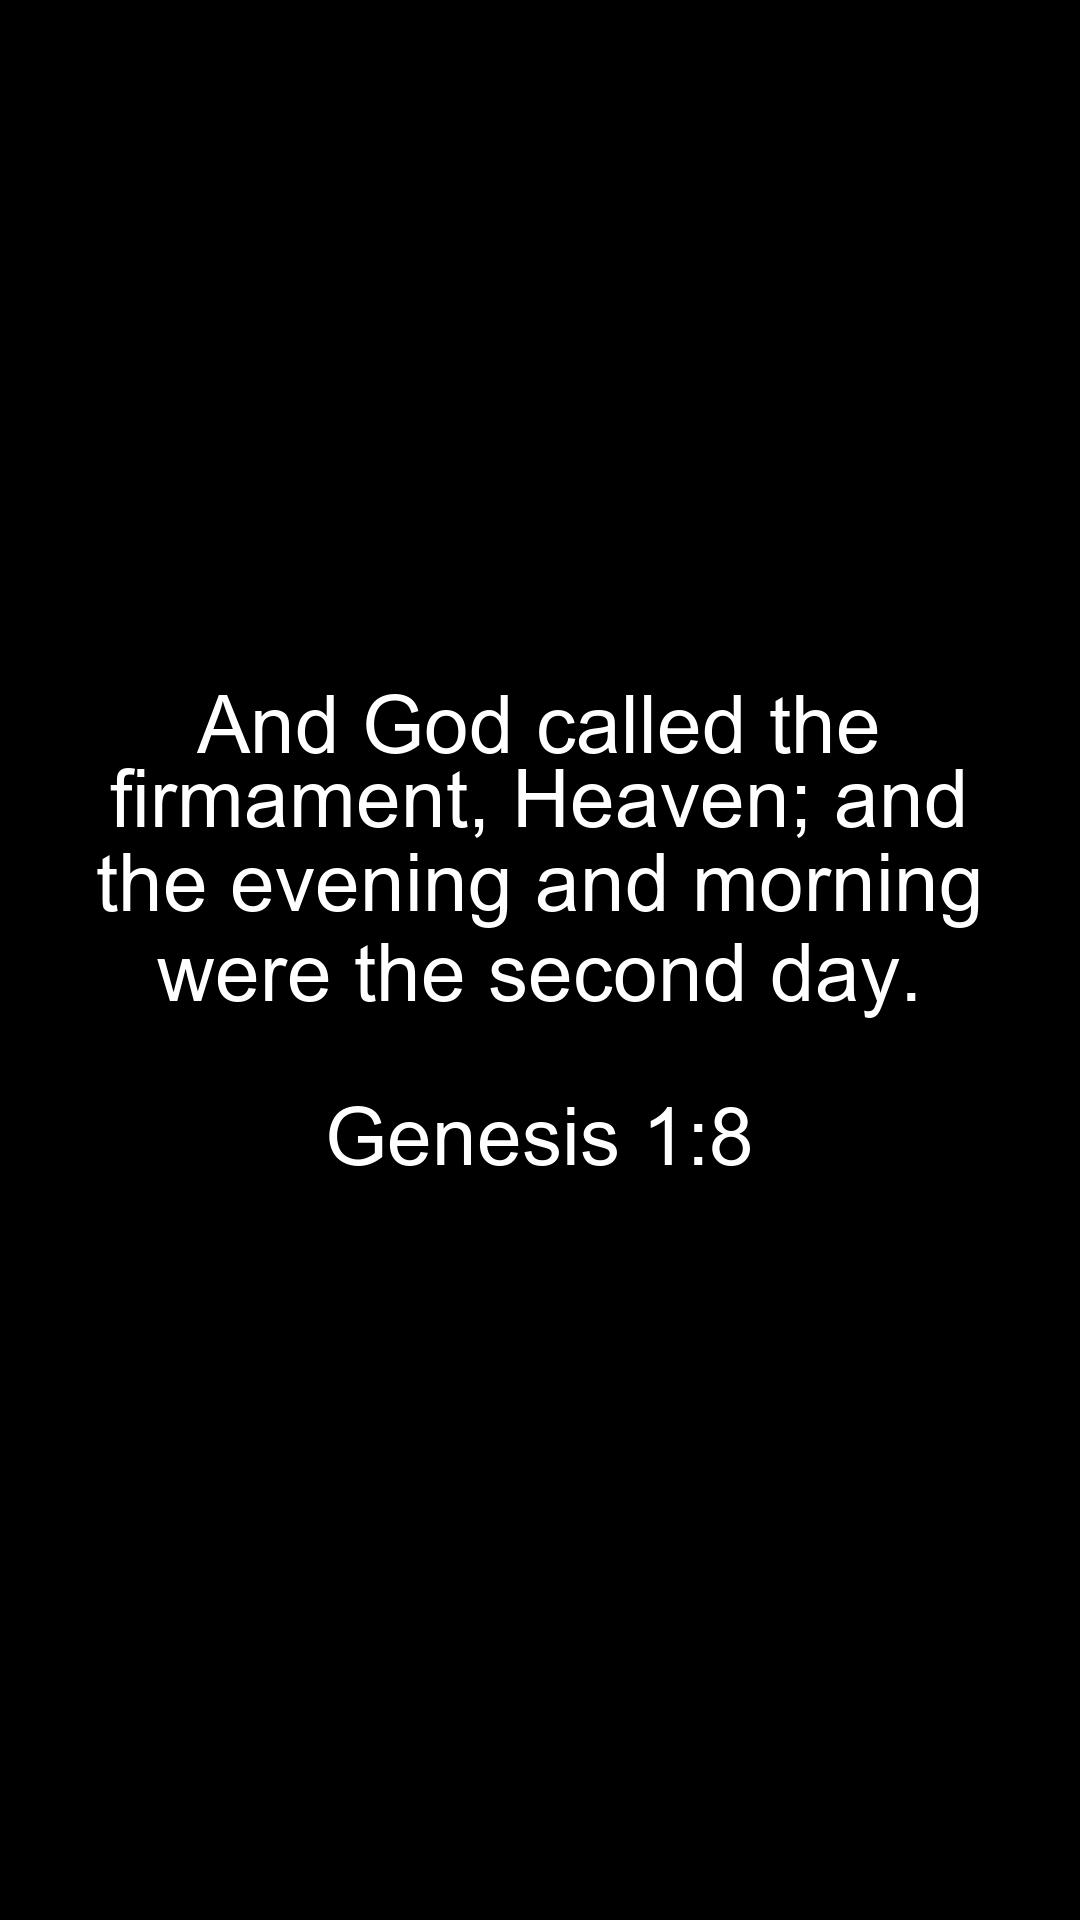 And God called the
firmament, Heaven; and
the evening and morning
were the second day.
Genesis 1:8